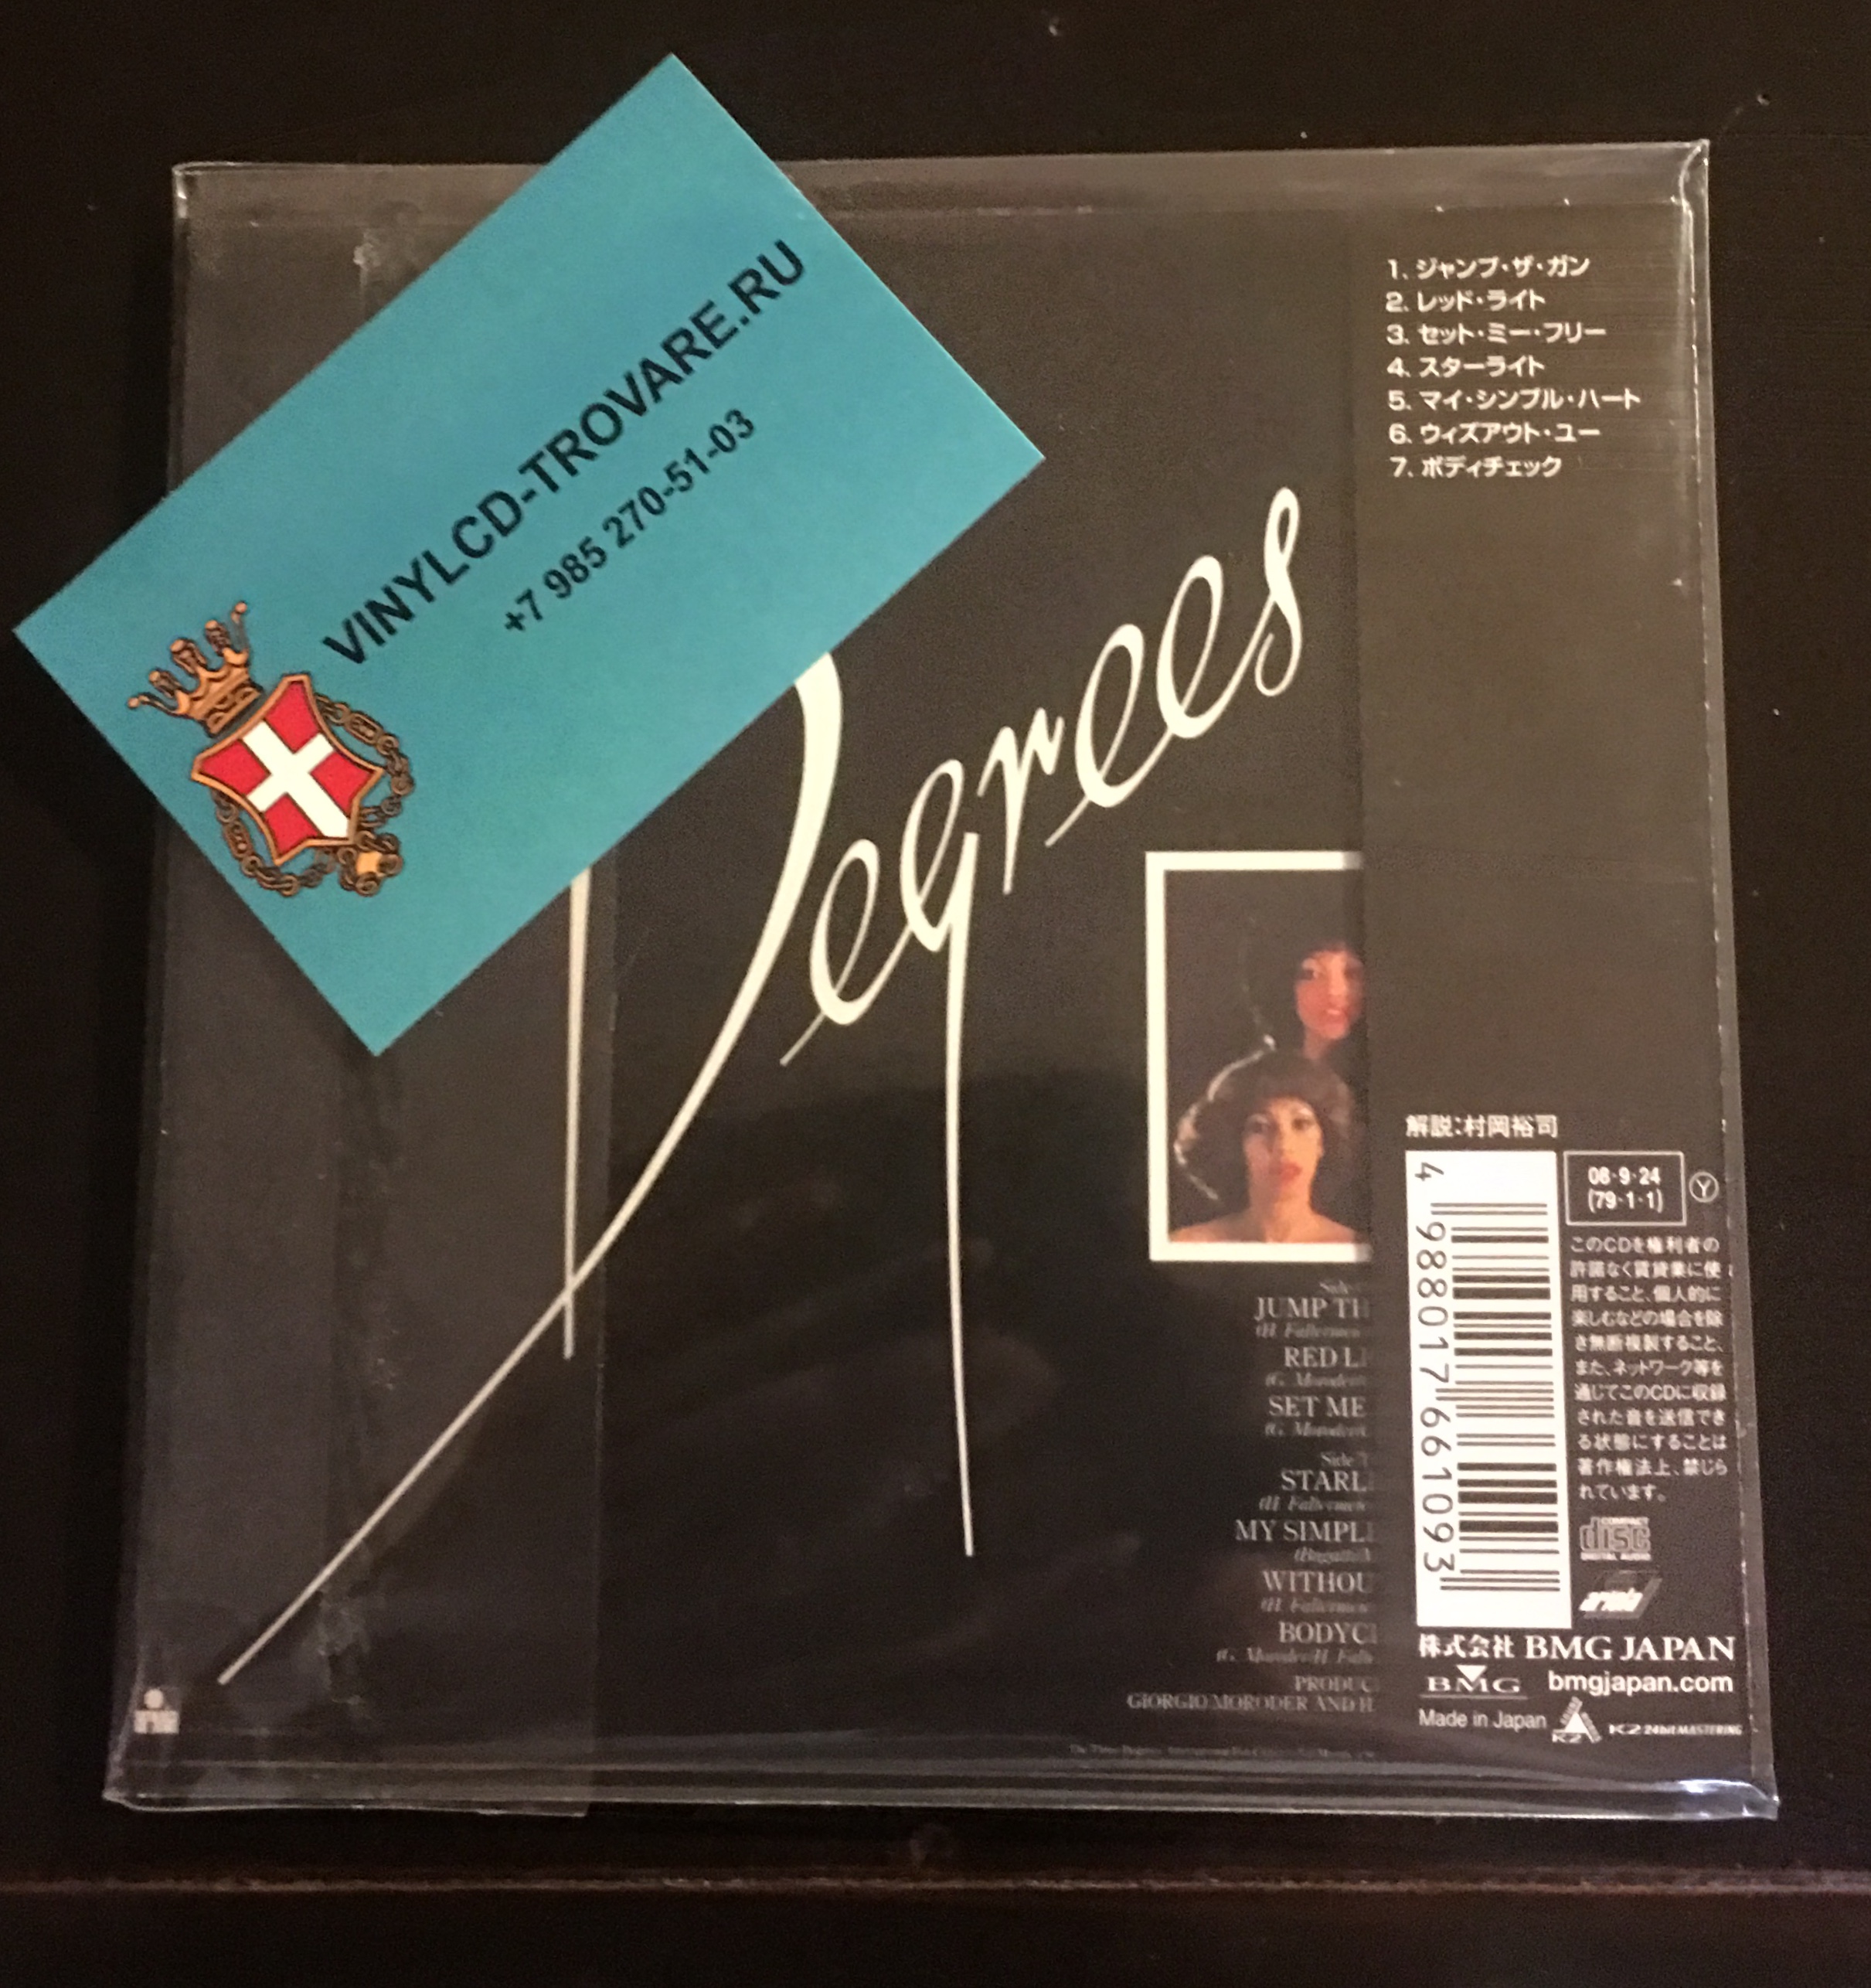 VINYLCD-TROVARE.RU
+7 985 270-51-03
Degrees
1. ジャンプ・ザ・ガン
2. レッド・ライト
3. セット・ミー・フリー
4. スターライト
5. マイ・シンプル・ハート
6. ウィズアウト・ユー
7. ボディチェック
JUMP TH
RED LI
SET ME
STARL
MY SIMPL
WITHOU
BODYC
PRODUC
GIORGIO MORODER AND H
解説:村岡裕司
4 988017 661093
08・9・24
(79・1・1)
Y
このCDを権利者の
許諾なく賃貸業に使
用すること、個人的に
楽しむなどの場合を除
き無断複製すること、
また、ネットワーク等を
通じてこのCDに収録
された音を送信でき
る状態にすることは
著作権法上、禁じら
れています。
COMPACT
disc
DIGITAL AUDIO
ariola
株式会社 BMG JAPAN
BMG bmgjapan.com
Made in Japan K2 K2 24bit MASTERING